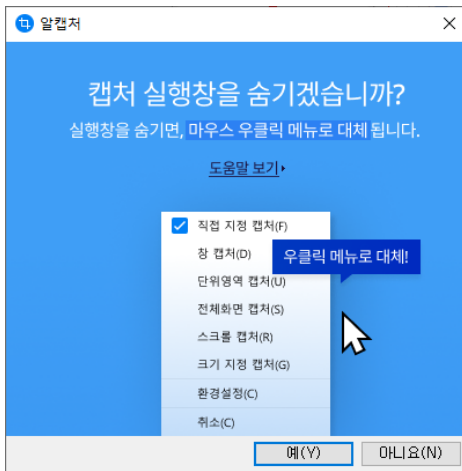 알캡처
캡처 실행창을 숨기겠습니까?
실행창을 숨기면, 마우스 우클릭 메뉴로 대체 됩니다.
도움말 보기
직접 지정 캡처(F)
창 캡처(D)
우클릭 메뉴로 대체!
단위영역 캡처(U)
전체화면 캡처(S)
스크롤 캡처(R)
크기 지정 캡처(G)
환경설정(C)
취소(C)
예(Y)
아니요(N)